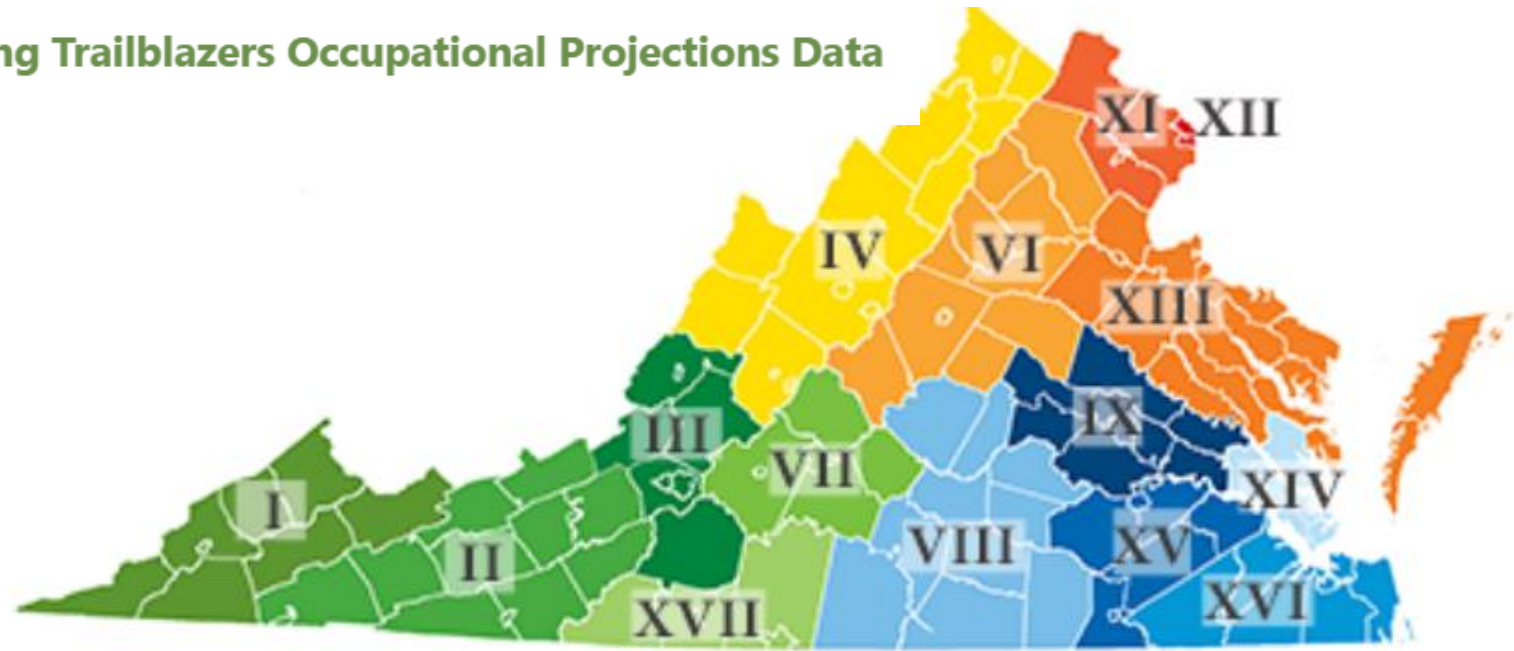 ng Trailblazers Occupational Projections Data
XI XII
IV VI
XIII
III IX
VII
I XIV
II VIII XV
XVII XVI